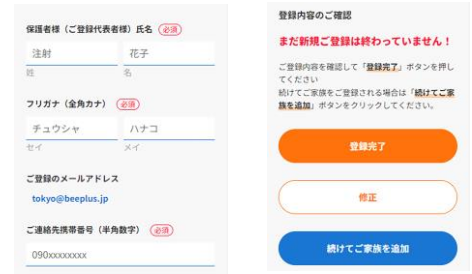 保護者様（ご登録代表者様）氏名 必須
注射 花子
姓 名
フリガナ（全角カナ） 必須
チュウシャ ハナコ
セイ メイ
ご登録のメールアドレス
tokyo@beeplus.jp
ご連絡先携帯番号（半角数字） 必須
090xxxxxxxx
登録内容のご確認
まだ新規ご登録は終わっていません！
ご登録内容を確認して「登録完了」ボタンを押し
てください
続けてご家族をご登録される場合は「続けてご家
族を追加」ボタンをクリックしてください。
登録完了
修正
続けてご家族を追加